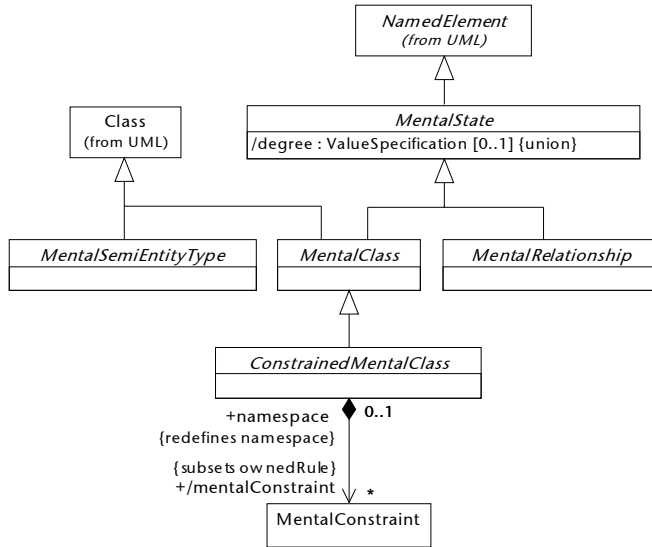 NamedElement
(from UML)
Class
(from UML)
MentalState
/degree : ValueSpecification [0..1] {union}
MentalSemiEntityType
MentalClass
MentalRelationship
ConstrainedMentalClass
+namespace
0..1
{redefines namespace}
{subsets ownedRule}
+/mentalConstraint
*
MentalConstraint